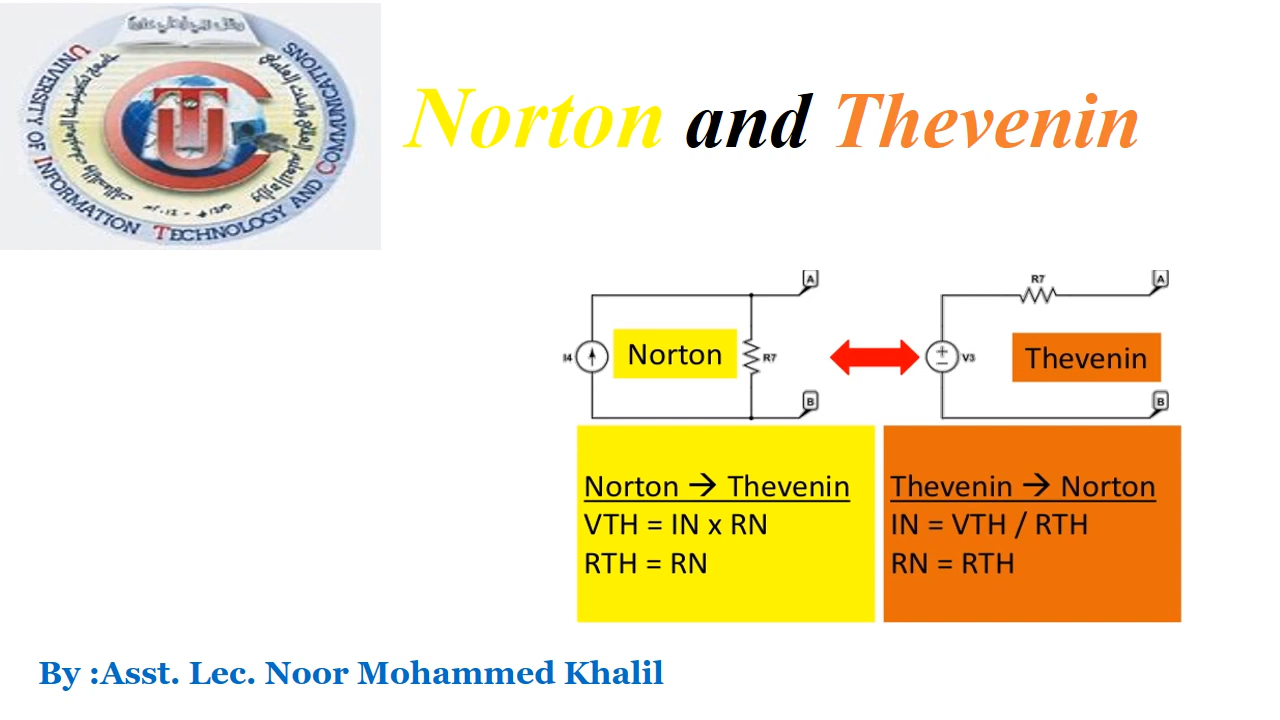 UNIVERSITY OF INFORMATION TECHNOLOGY AND COMMUNICATIONS
TUC
Norton and Thevenin
A
R7
A
I4
Norton
R7
V3
Thevenin
B
B
Norton → Thevenin
VTH = IN x RN
RTH = RN
Thevenin → Norton
IN = VTH / RTH
RN = RTH
By :Asst. Lec. Noor Mohammed Khalil